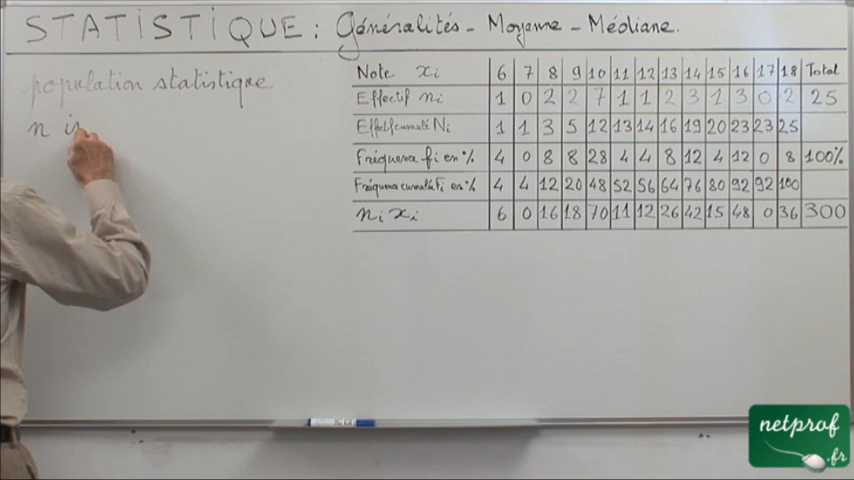 STATISTIQUE : Généralités - Moyenne - Médiane.
population statistique
n in
Note xi 6 7 8 9 10 11 12 13 14 15 16 17 18 Total
Effectif ni 1 0 2 2 7 1 1 2 3 1 3 0 2 25
Effectif cumulé Ni 1 1 3 5 12 13 14 16 19 20 23 23 25
Fréquence fi en % 4 0 8 8 28 4 4 8 12 4 12 0 8 100%
Fréquence cumulée Fi en % 4 4 12 20 48 52 56 64 76 80 92 92 100
ni xi 6 0 16 18 70 11 12 26 42 15 48 0 36 300
netprof
.fr